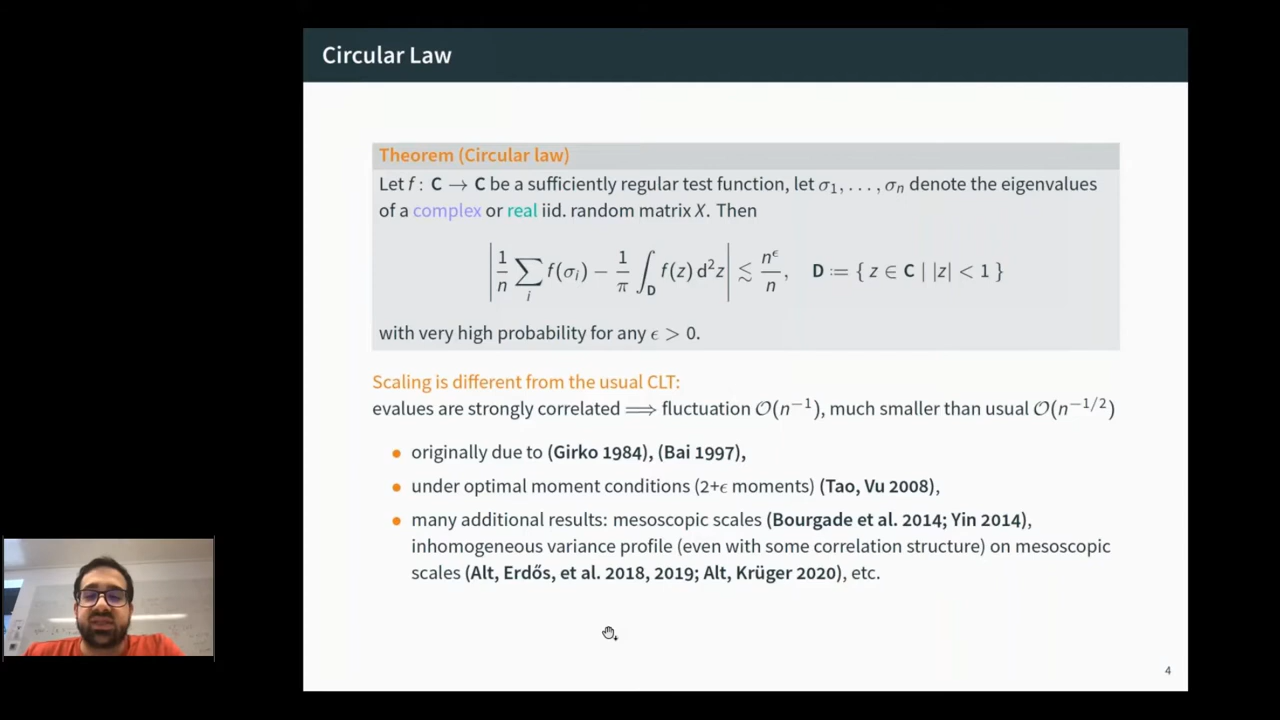 Circular Law
Theorem (Circular law)
Let f : C → C be a sufficiently regular test function, let σ₁, . . . , σₙ denote the eigenvalues
of a complex or real iid. random matrix X. Then
| 1/n ∑ᵢ f(σᵢ) − 1/π ∫_D f(z) d²z | ≲ n^ϵ/n, D := { z ∈ C | |z| < 1 }
with very high probability for any ϵ > 0.
Scaling is different from the usual CLT:
evalues are strongly correlated ⟹ fluctuation O(n⁻¹), much smaller than usual O(n^{−1/2})
• originally due to (Girko 1984), (Bai 1997),
• under optimal moment conditions (2+ϵ moments) (Tao, Vu 2008),
• many additional results: mesoscopic scales (Bourgade et al. 2014; Yin 2014),
inhomogeneous variance profile (even with some correlation structure) on mesoscopic
scales (Alt, Erdős, et al. 2018, 2019; Alt, Krüger 2020), etc.
4